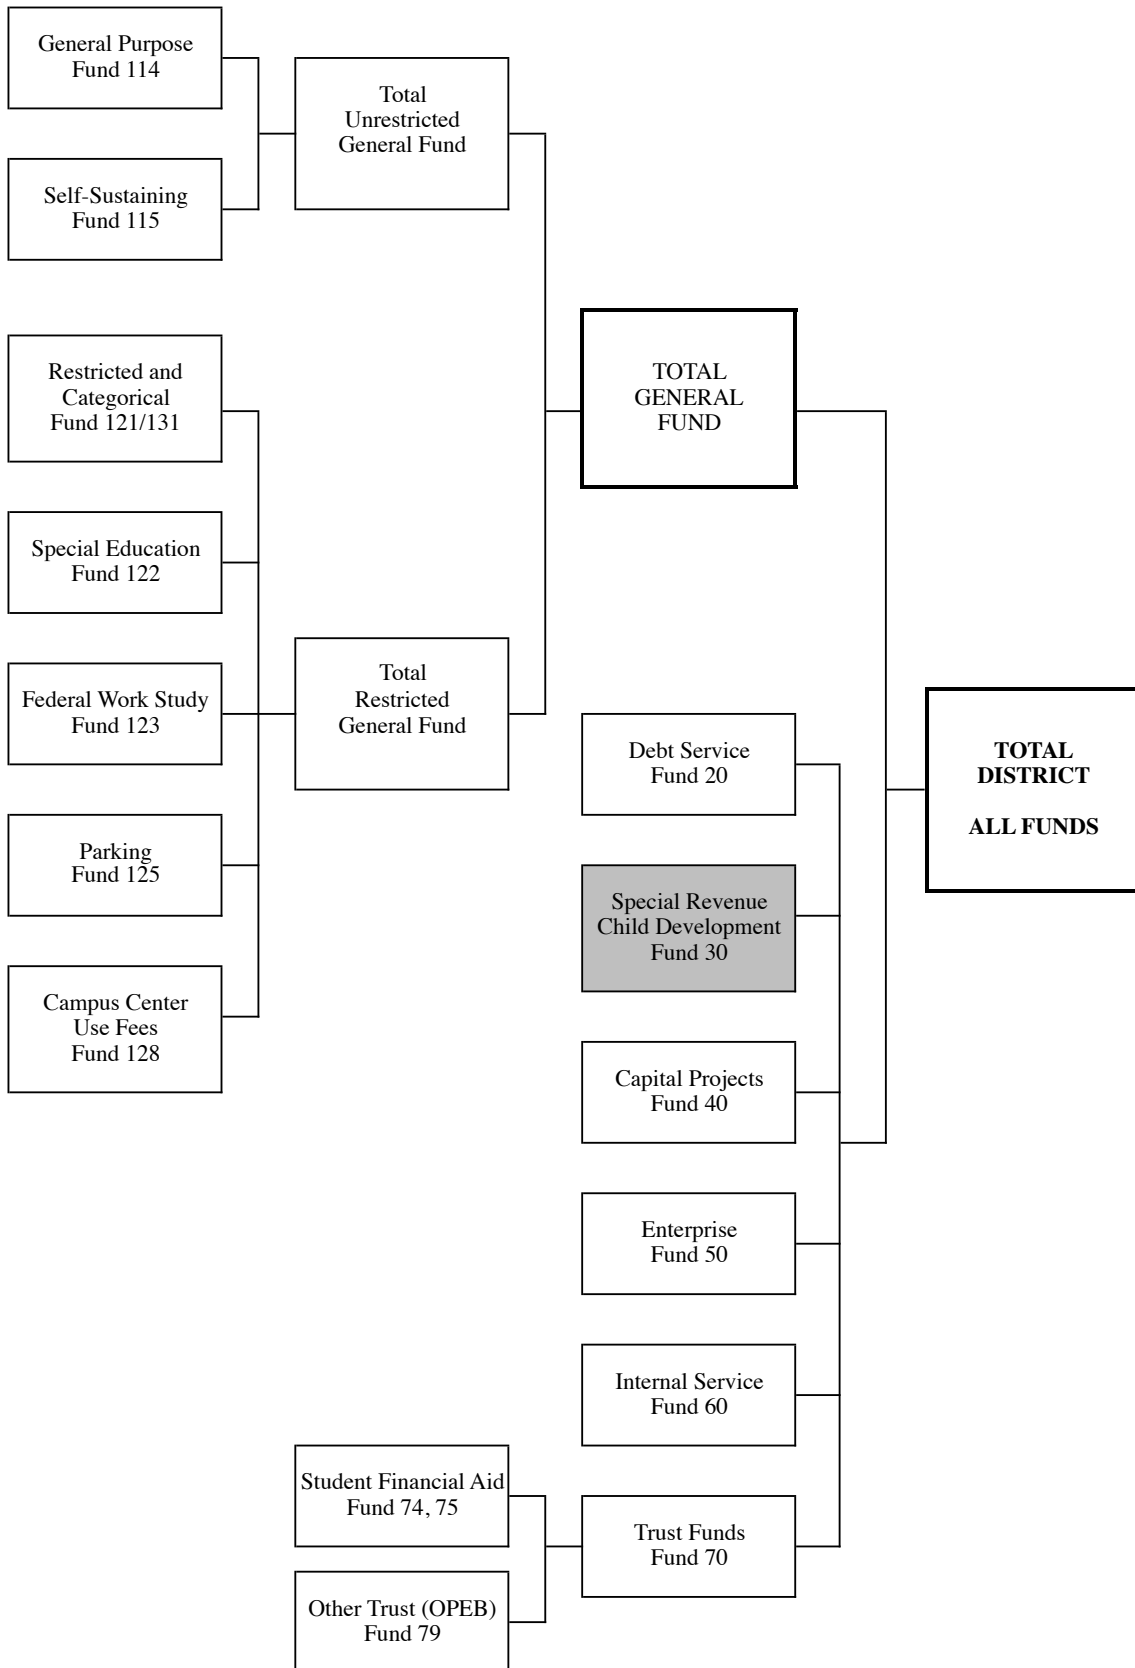 General Purpose
Fund 114
Total
Unrestricted
General Fund
Self-Sustaining
Fund 115
Restricted and
Categorical
Fund 121/131
TOTAL
GENERAL
FUND
Special Education
Fund 122
Federal Work Study
Fund 123
Total
Restricted
General Fund
Debt Service
Fund 20
TOTAL
DISTRICT
ALL FUNDS
Parking
Fund 125
Special Revenue
Child Development
Fund 30
Campus Center
Use Fees
Fund 128
Capital Projects
Fund 40
Enterprise
Fund 50
Internal Service
Fund 60
Student Financial Aid
Fund 74, 75
Trust Funds
Fund 70
Other Trust (OPEB)
Fund 79